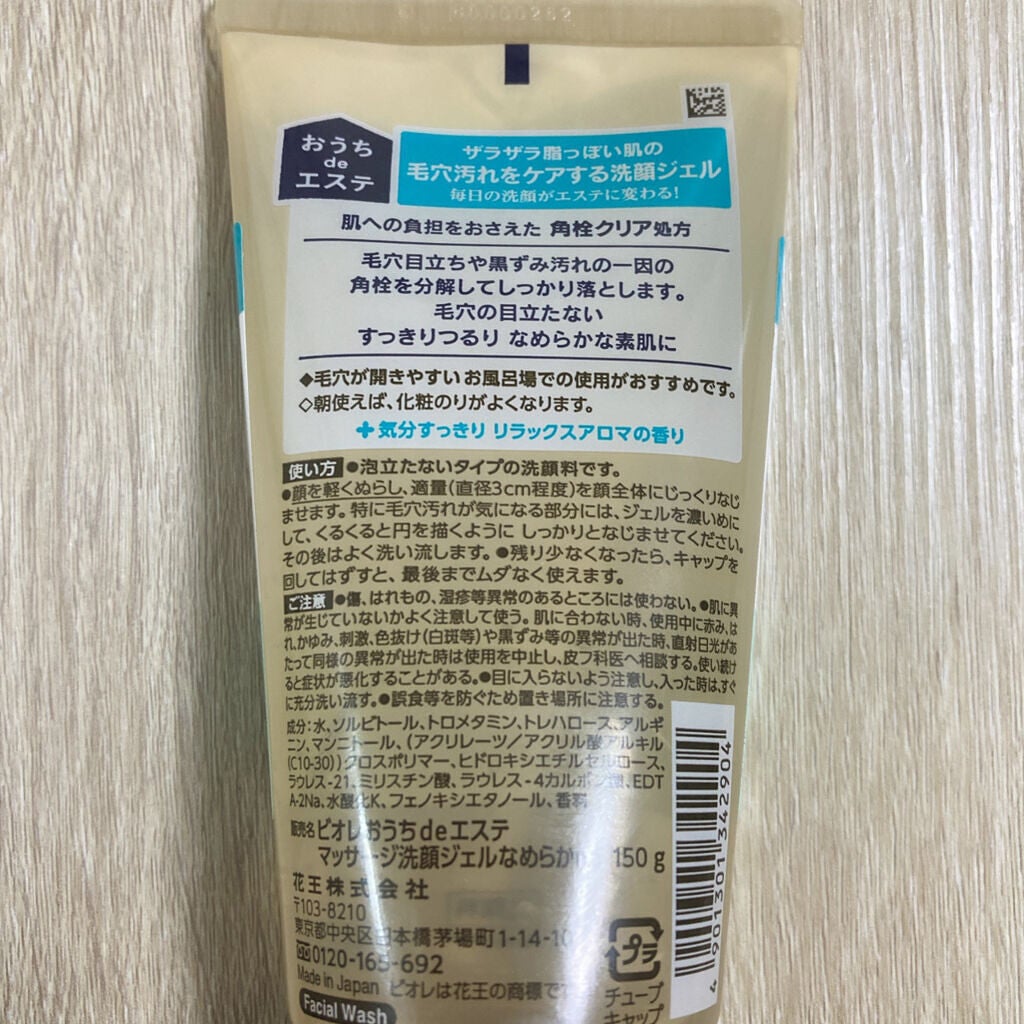 おうち
de
エステ
ザラザラ脂っぽい肌の
毛穴汚れをケアする洗顔ジェル
毎日の洗顔がエステに変わる!
肌への負担をおさえた 角栓クリア処方
毛穴目立ちや黒ずみ汚れの一因の
角栓を分解してしっかり落とします。
毛穴の目立たない
すっきりつるり なめらかな素肌に
◆毛穴が開きやすい お風呂場での使用がおすすめです。
◇朝使えば、化粧のりがよくなります。
+気分すっきり リラックスアロマの香り
使い方 ●泡立たないタイプの洗顔料です。
●顔を軽くぬらし、適量(直径3cm程度)を顔全体にじっくりなじ
ませます。特に毛穴汚れが気になる部分には、ジェルを濃いめに
して、くるくると円を描くように しっかりとなじませてください。
その後はよく洗い流します。●残り少なくなったら、キャップを
回してはずすと、最後までムダなく使えます。
ご注意 ●傷、はれもの、湿疹等異常のあるところには使わない。●肌に異
常が生じていないかよく注意して使う。肌に合わない時、使用中に赤み、は
れ、かゆみ、刺激、色抜け(白斑等)や黒ずみ等の異常が出た時、直射日光があ
たって同様の異常が出た時は使用を中止し、皮フ科医へ相談する。使い続け
ると症状が悪化することがある。●目に入らないよう注意し、入った時は、すぐ
に充分洗い流す。●誤食等を防ぐため置き場所に注意する。
成分:水、ソルビトール、トロメタミン、トレハロース、アルギ
ニン、マンニトール、(アクリレーツ/アクリル酸アルキル
(C10-30))クロスポリマー、ヒドロキシエチルセルロース、
ラウレス-21、ミリスチン酸、ラウレス-4カルボン酸、EDT
A-2Na、水酸化K、フェノキシエタノール、香料
販売名 ビオレおうちdeエステ
マッサージ洗顔ジェルなめらか 150g
花王株式会社
〒103-8210
東京都中央区日本橋茅場町1-14-10
0120-165-692
Made in Japan ビオレは花王の商標で
Facial Wash
プラ
チューブ
キャップ
4 901301 342904